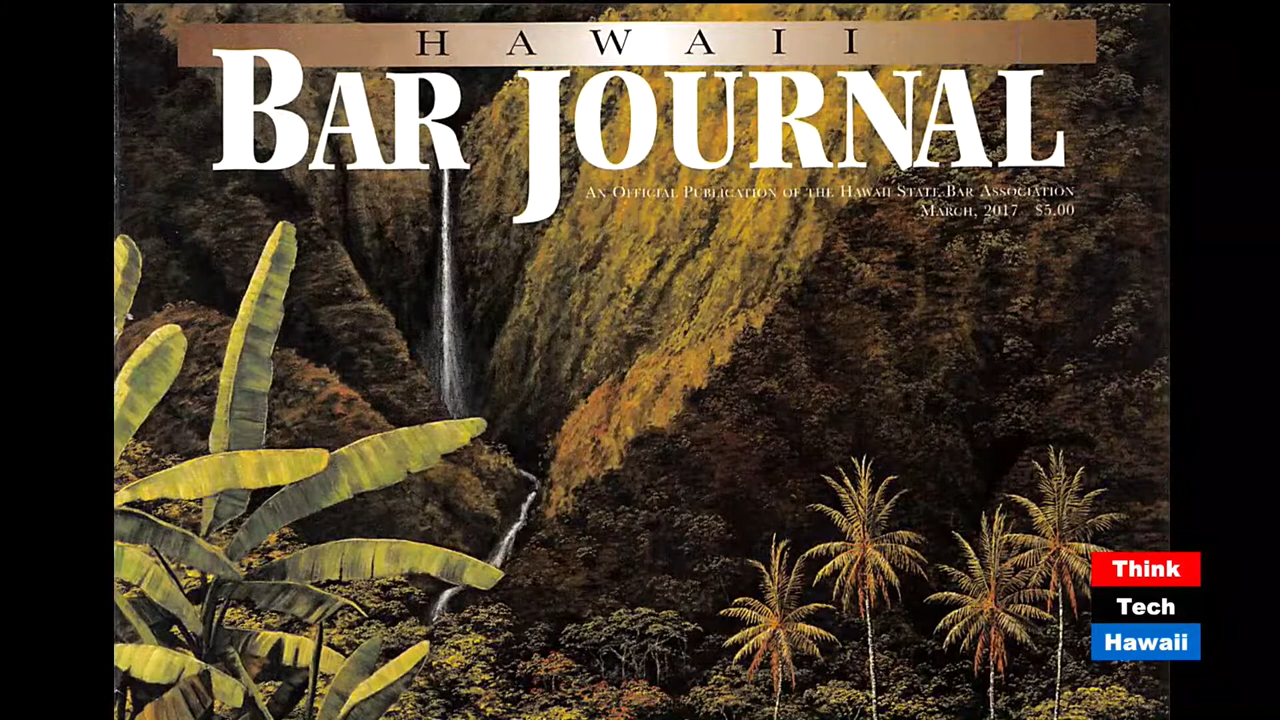 HAWAII
BAR JOURNAL
AN OFFICIAL PUBLICATION OF THE HAWAII STATE BAR ASSOCIATION
MARCH, 2017 $5.00
Think
Tech
Hawaii